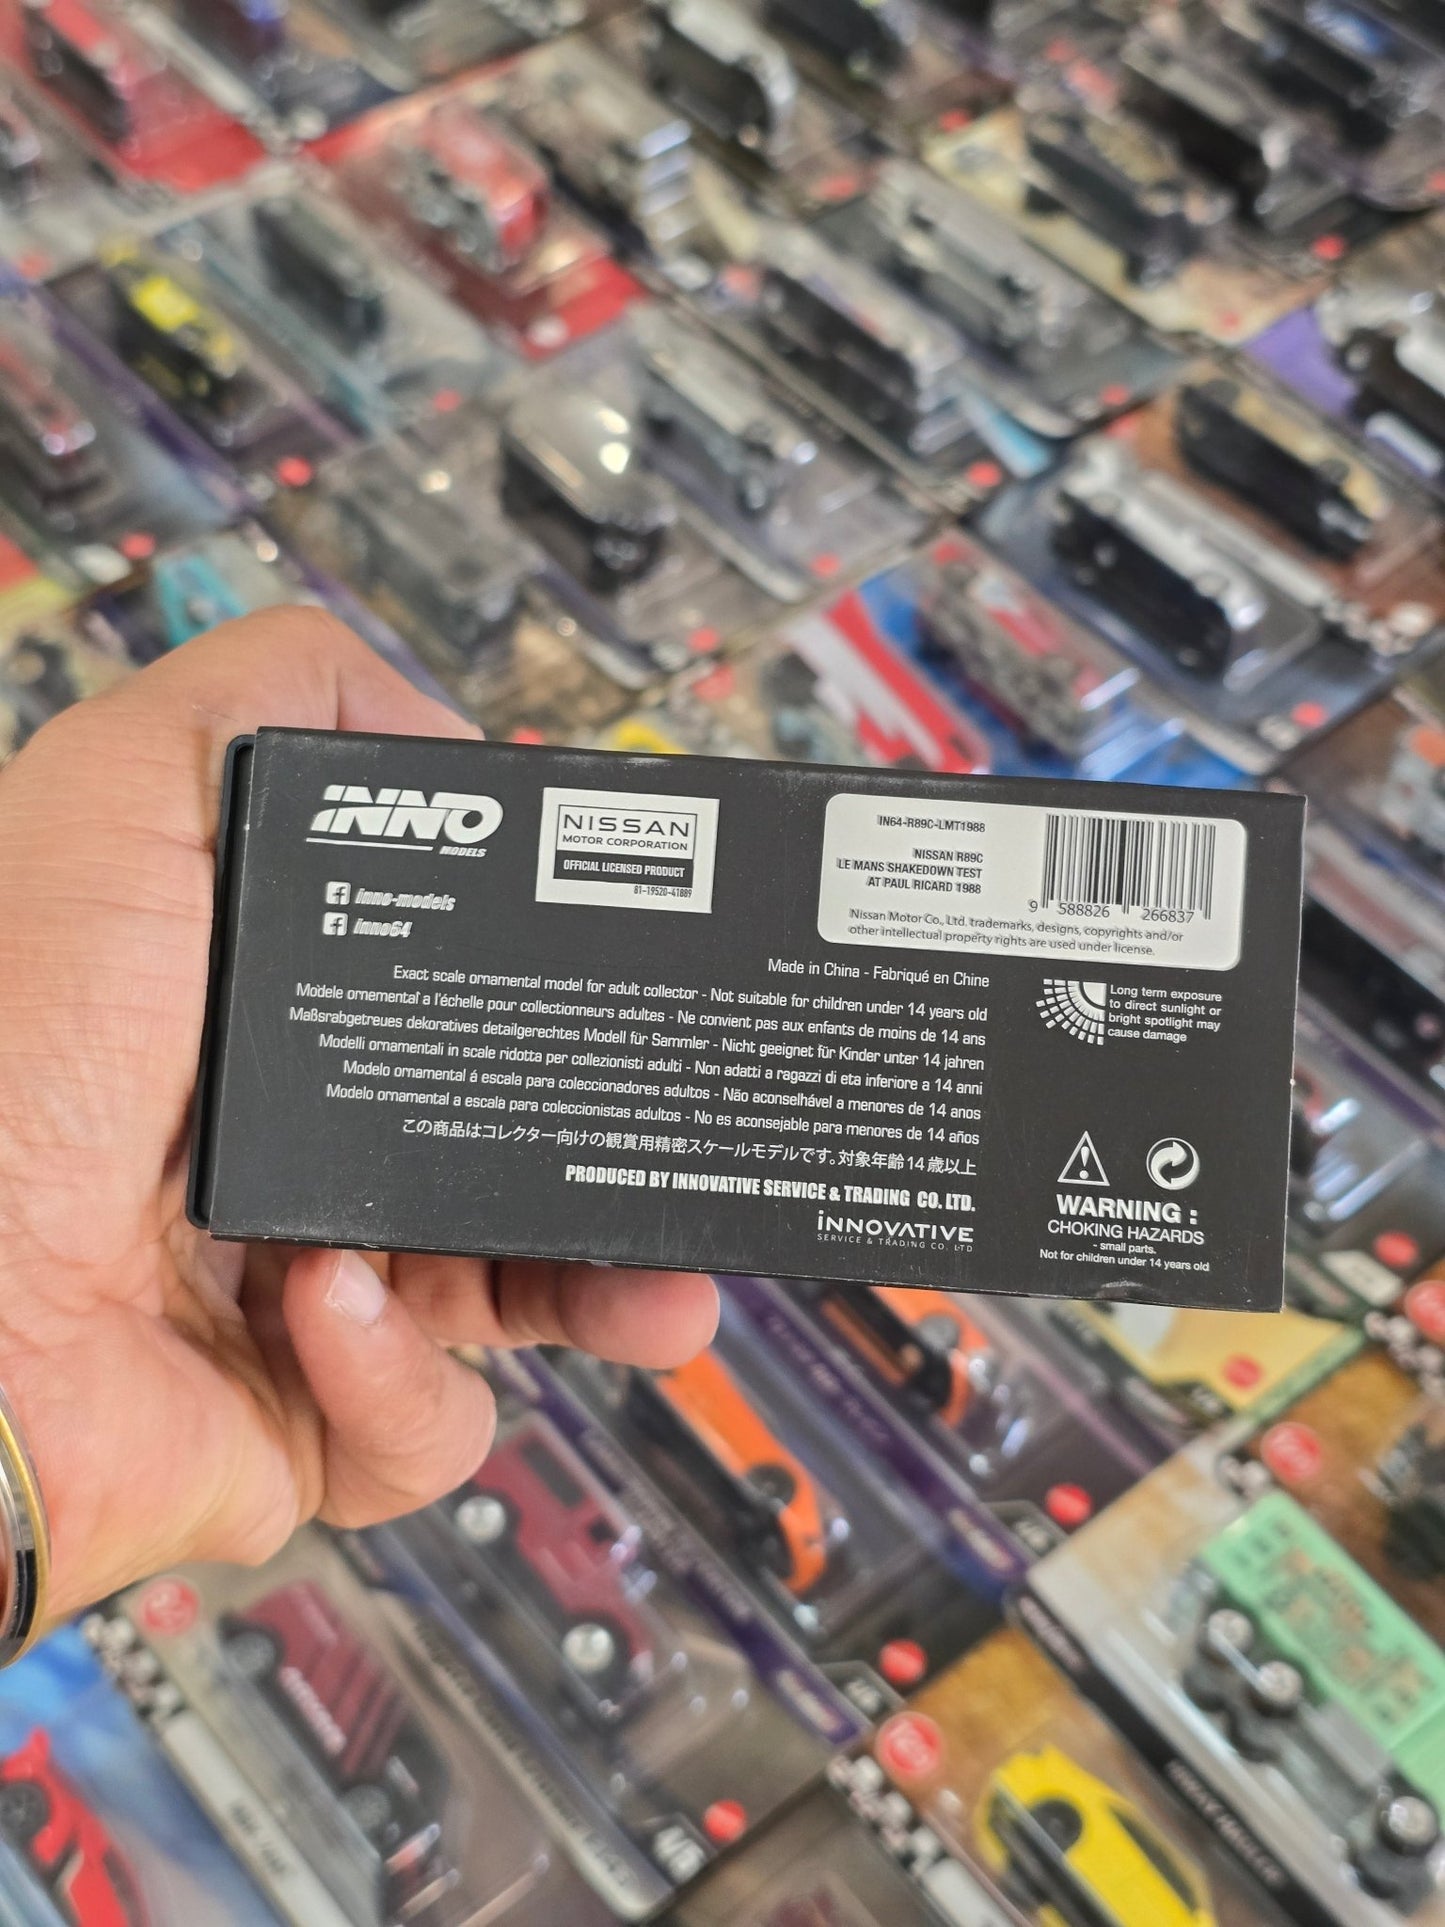 INNO
MODELS
inno-models
inno64
NISSAN
MOTOR CORPORATION
OFFICIAL LICENSED PRODUCT
81-19520-41889
IN64-R89C-LMT1988
NISSAN R89C
LE MANS SHAKEDOWN TEST
AT PAUL RICARD 1988
9 588826 266837
Nissan Motor Co., Ltd. trademarks, designs, copyrights and/or
other intellectual property rights are used under license.
Made in China - Fabriqué en Chine
Exact scale ornamental model for adult collector - Not suitable for children under 14 years old
Modele ornemental a l'échelle pour collectionneurs adultes - Ne convient pas aux enfants de moins de 14 ans
Maßsrabgetreues dekoratives detailgerechtes Modell für Sammler - Nicht geeignet für Kinder unter 14 jahren
Modelli ornamentali in scale ridotta per collezionisti adulti - Non adatti a ragazzi di eta inferiore a 14 anni
Modelo ornamental á escala para coleccionadores adultos - Não aconselhável a menores de 14 anos
Modelo ornamental a escala para coleccionistas adultos - No es aconsejable para menores de 14 años
この商品はコレクター向けの観賞用精密スケールモデルです。対象年齢14歳以上
PRODUCED BY INNOVATIVE SERVICE & TRADING CO. LTD.
INNOVATIVE
SERVICE & TRADING CO. LTD
Long term exposure
to direct sunlight or
bright spotlight may
cause damage
WARNING :
CHOKING HAZARDS
- small parts.
Not for children under 14 years old